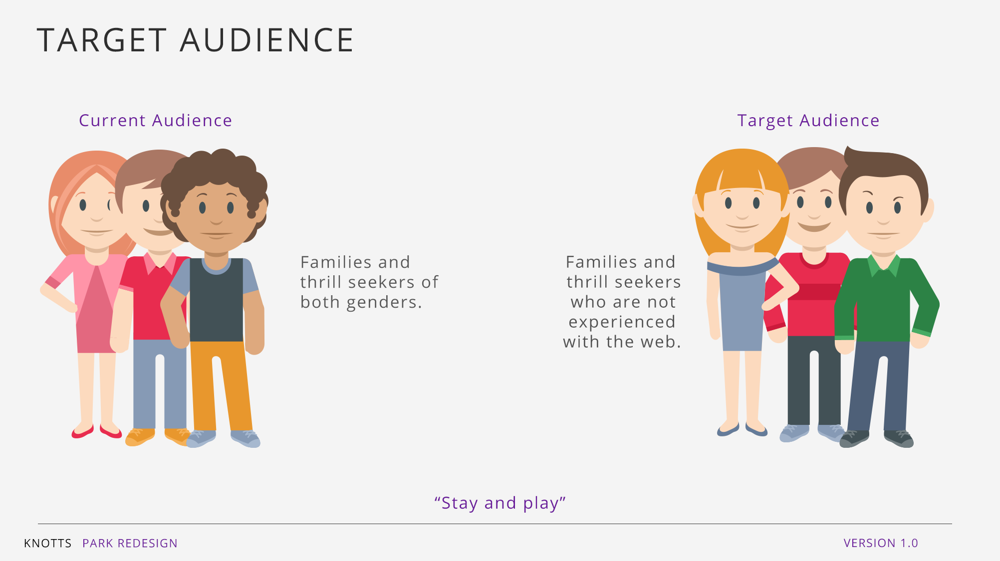 TARGET AUDIENCE
Current Audience
Families and
thrill seekers of
both genders.
Target Audience
Families and
thrill seekers
who are not
experienced
with the web.
“Stay and play”
KNOTTS PARK REDESIGN
VERSION 1.0